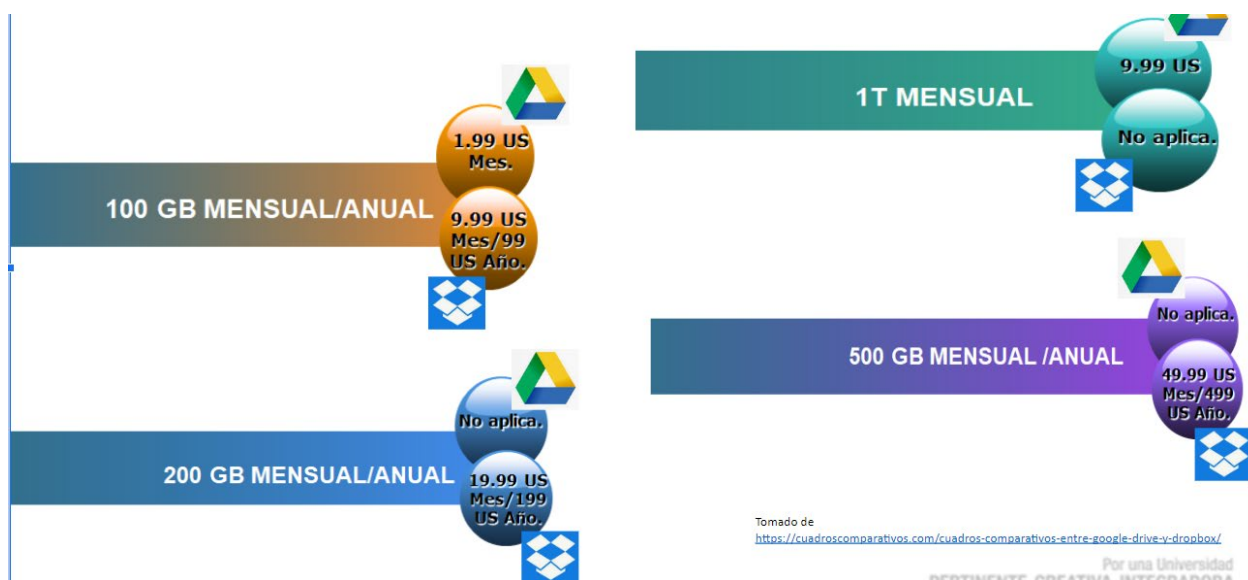 1.99 US
Mes.
100 GB MENSUAL/ANUAL
9.99 US
Mes/99
US Año.
No aplica.
200 GB MENSUAL/ANUAL
19.99 US
Mes/199
US Año.
9.99 US
1T MENSUAL
No aplica.
No aplica.
500 GB MENSUAL /ANUAL
49.99 US
Mes/499
US Año.
Tomado de
https://cuadroscomparativos.com/cuadros-comparativos-entre-google-drive-y-dropbox/
Por una Universidad
PERTINENTE CREATIVA INTEGRADORA